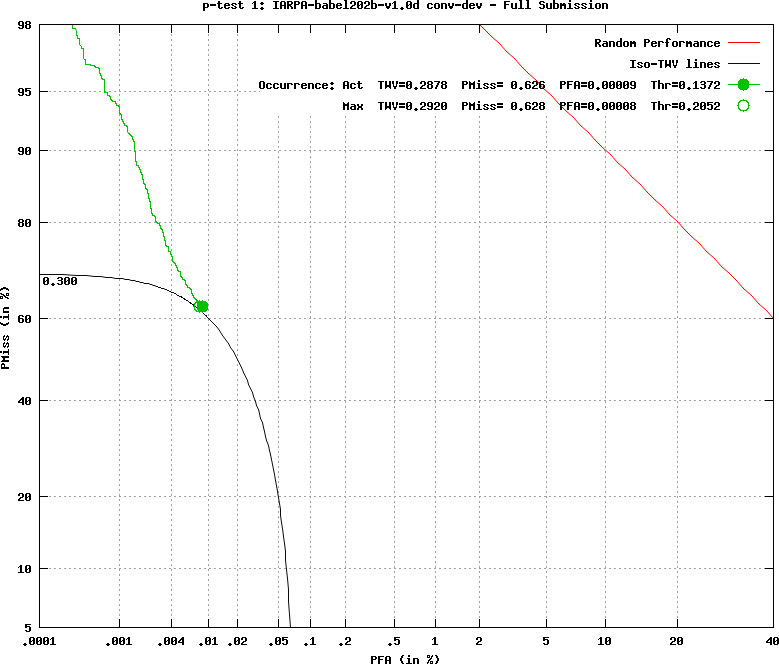 p-test 1: IARPA-babel202b-v1.0d conv-dev - Full Submission
Random Performance
Iso-TWV lines
Occurrence: Act TWV=0.2878 PMiss= 0.626 PFA=0.00009 Thr=0.1372
Max TWV=0.2920 PMiss= 0.628 PFA=0.00008 Thr=0.2052
98
95
90
80
60
40
20
10
5
0.300
PMiss (in %)
.0001 .001 .004 .01 .02 .05 .1 .2 .5 1 2 5 10 20 40
PFA (in %)